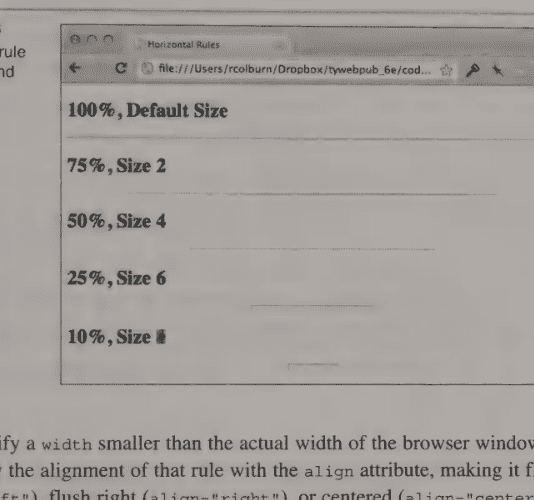 rule
nd
Horizontal Rules
file:///Users/rcolburn/Dropbox/tywebpub_6e/cod...
100%, Default Size
75%, Size 2
50%, Size 4
25%, Size 6
10%, Size
ify a width smaller than the actual width of the browser window
the alignment of that rule with the align attribute, making it f
ft"), flush right (align="right"), or centered (align="center